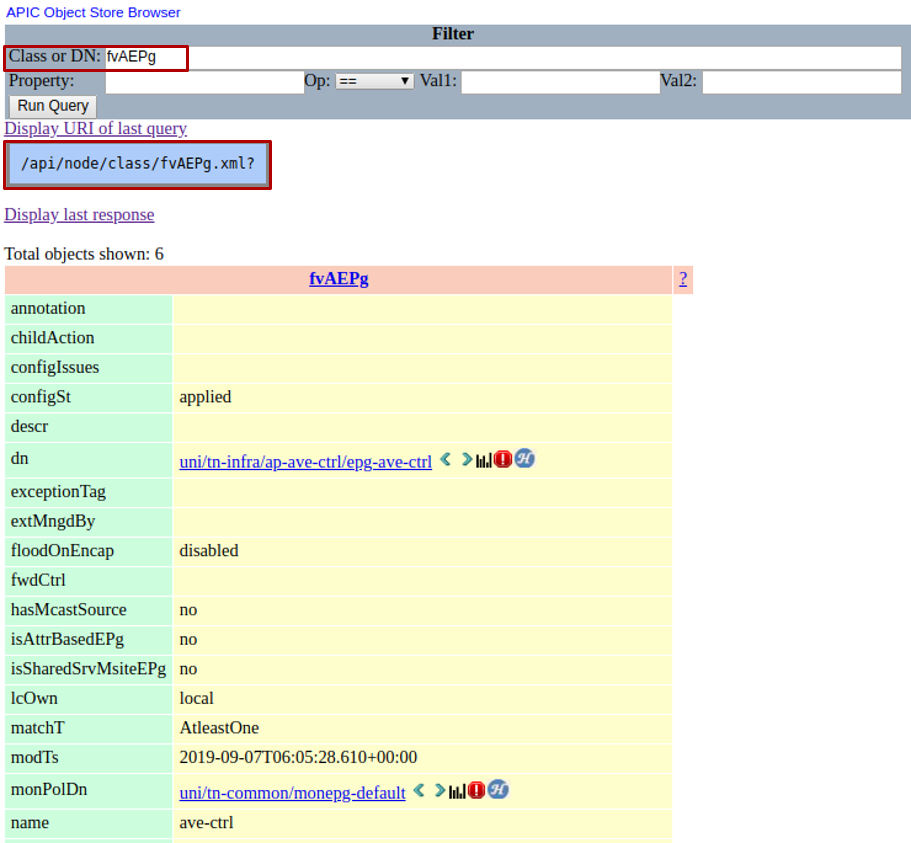 APIC Object Store Browser
Filter
Class or DN: fvAEPg
Property: Op: == Val1: Val2:
Run Query
Display URI of last query
/api/node/class/fvAEPg.xml?
Display last response
Total objects shown: 6
fvAEPg ?
annotation
childAction
configIssues
configSt applied
descr
dn uni/tn-infra/ap-ave-ctrl/epg-ave-ctrl
exceptionTag
extMngdBy
floodOnEncap disabled
fwdCtrl
hasMcastSource no
isAttrBasedEPg no
isSharedSrvMsiteEPg no
lcOwn local
matchT AtleastOne
modTs 2019-09-07T06:05:28.610+00:00
monPolDn uni/tn-common/monepg-default
name ave-ctrl